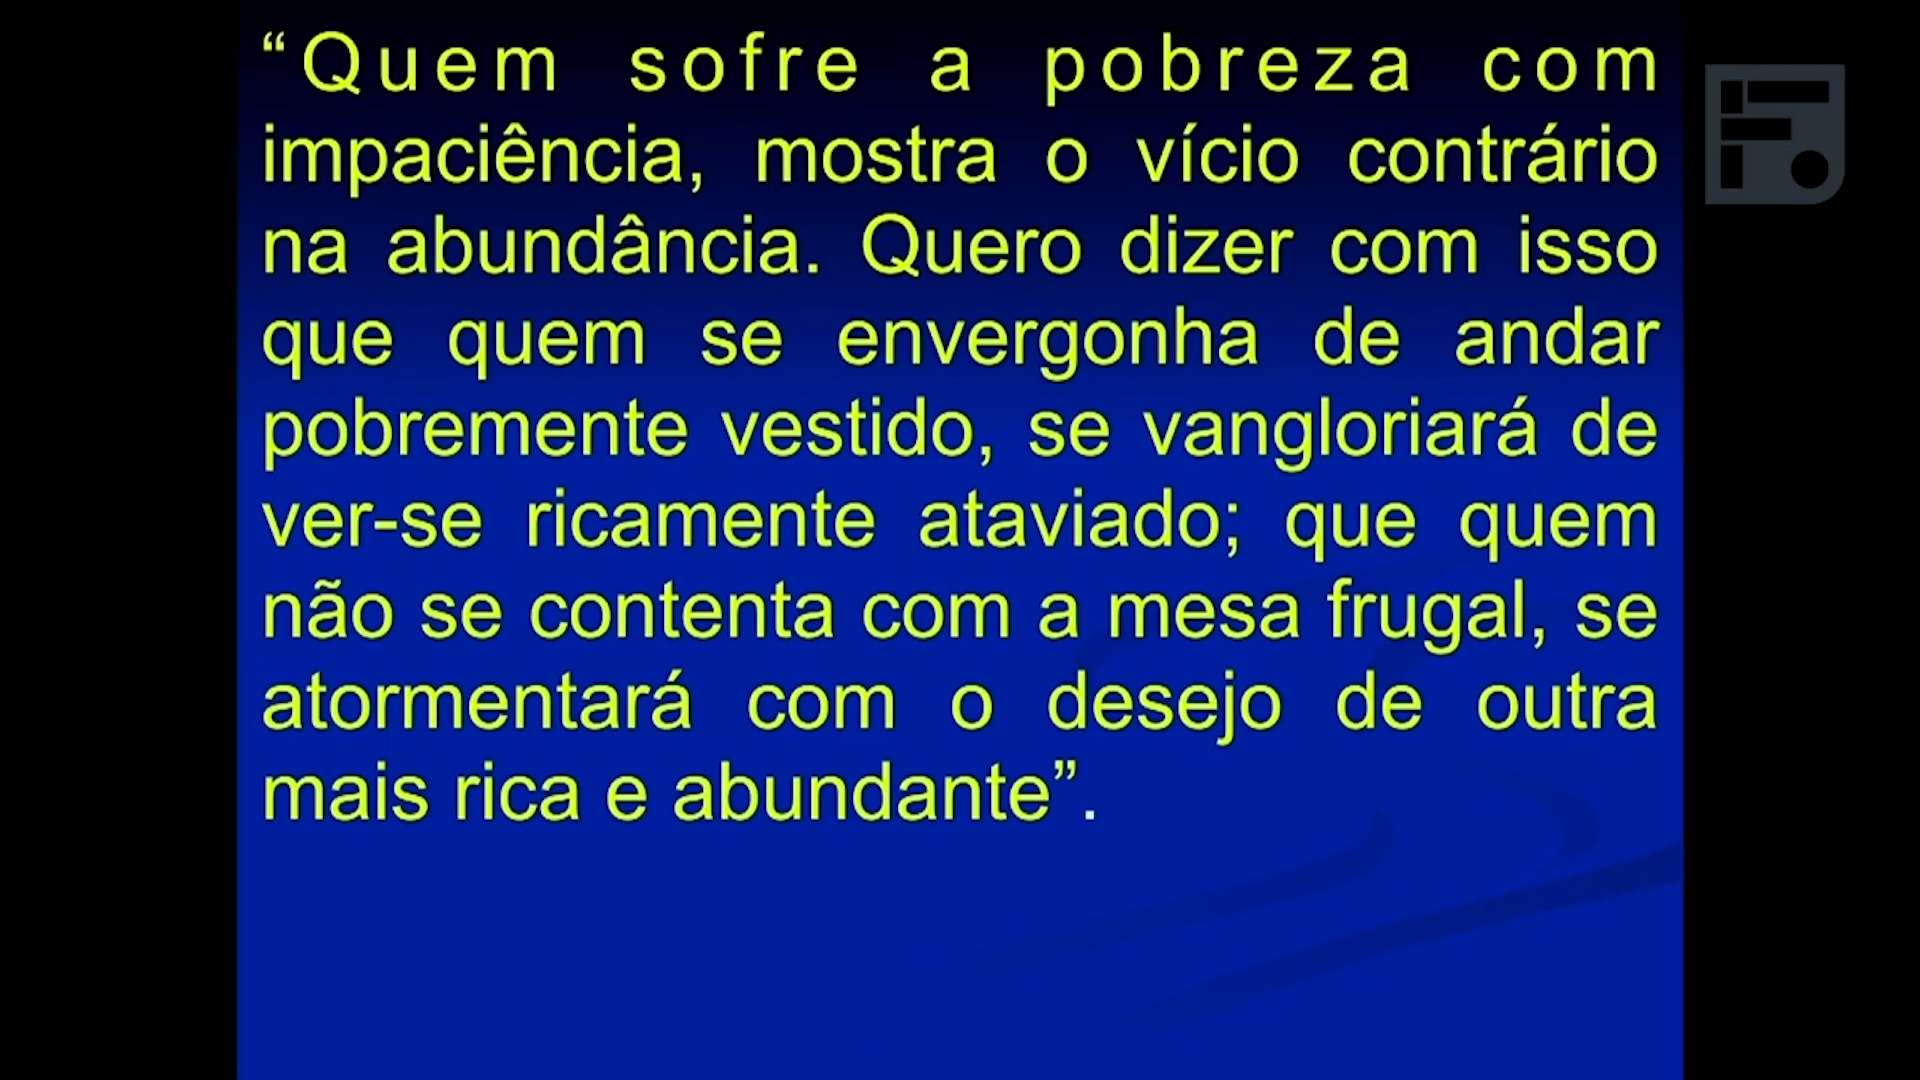 “Quem sofre a pobreza com
impaciência, mostra o vício contrário
na abundância. Quero dizer com isso
que quem se envergonha de andar
pobremente vestido, se vangloriará de
ver-se ricamente ataviado; que quem
não se contenta com a mesa frugal, se
atormentará com o desejo de outra
mais rica e abundante”.